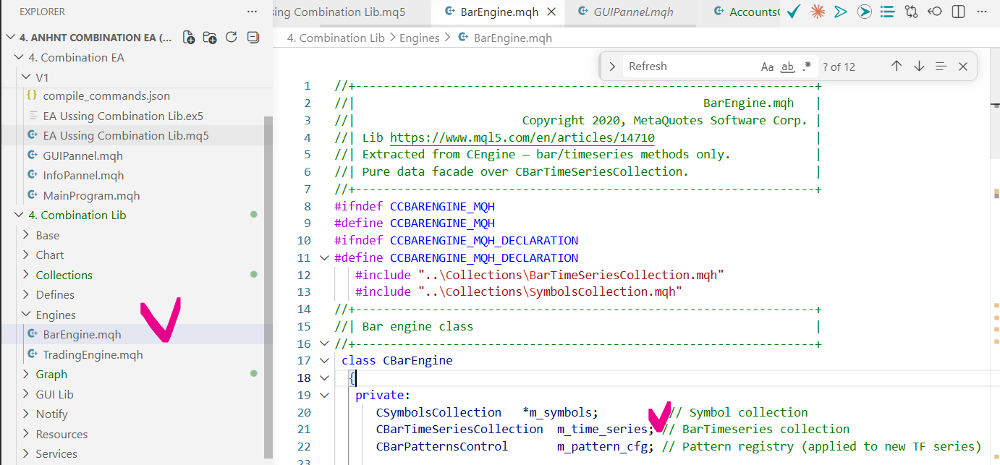 EXPLORER
sing Combination Lib.mq5
BarEngine.mqh
GUIPannel.mqh
AccountsC
4. ANHNT COMBINATION EA (...
4. Combination Lib > Engines > BarEngine.mqh
Refresh
Aa ab .* ? of 12
4. Combination EA
V1
compile_commands.json
EA Ussing Combination Lib.ex5
EA Ussing Combination Lib.mq5
GUIPannel.mqh
InfoPannel.mqh
MainProgram.mqh
4. Combination Lib
Base
Chart
Collections
Defines
Engines
BarEngine.mqh
TradingEngine.mqh
Graph
GUI Lib
Notify
Resources
Services
1 //+------------------------------------------------------------------+
2 //| BarEngine.mqh |
3 //| Copyright 2020, MetaQuotes Software Corp. |
4 //| Lib https://www.mql5.com/en/articles/14710 |
5 //| Extracted from CEngine — bar/timeseries methods only. |
6 //| Pure data facade over CBarTimeSeriesCollection. |
7 //+------------------------------------------------------------------+
8 #ifndef CCBARENGINE_MQH
9 #define CCBARENGINE_MQH
10 #ifndef CCBARENGINE_MQH_DECLARATION
11 #define CCBARENGINE_MQH_DECLARATION
12 #include "..\Collections\BarTimeSeriesCollection.mqh"
13 #include "..\Collections\SymbolsCollection.mqh"
14 //+------------------------------------------------------------------+
15 //| Bar engine class |
16 //+------------------------------------------------------------------+
17 class CBarEngine
18 {
19 private:
20 CSymbolsCollection *m_symbols; // Symbol collection
21 CBarTimeSeriesCollection m_time_series; // BarTimeseries collection
22 CBarPatternsControl m_pattern_cfg; // Pattern registry (applied to new TF series)
23